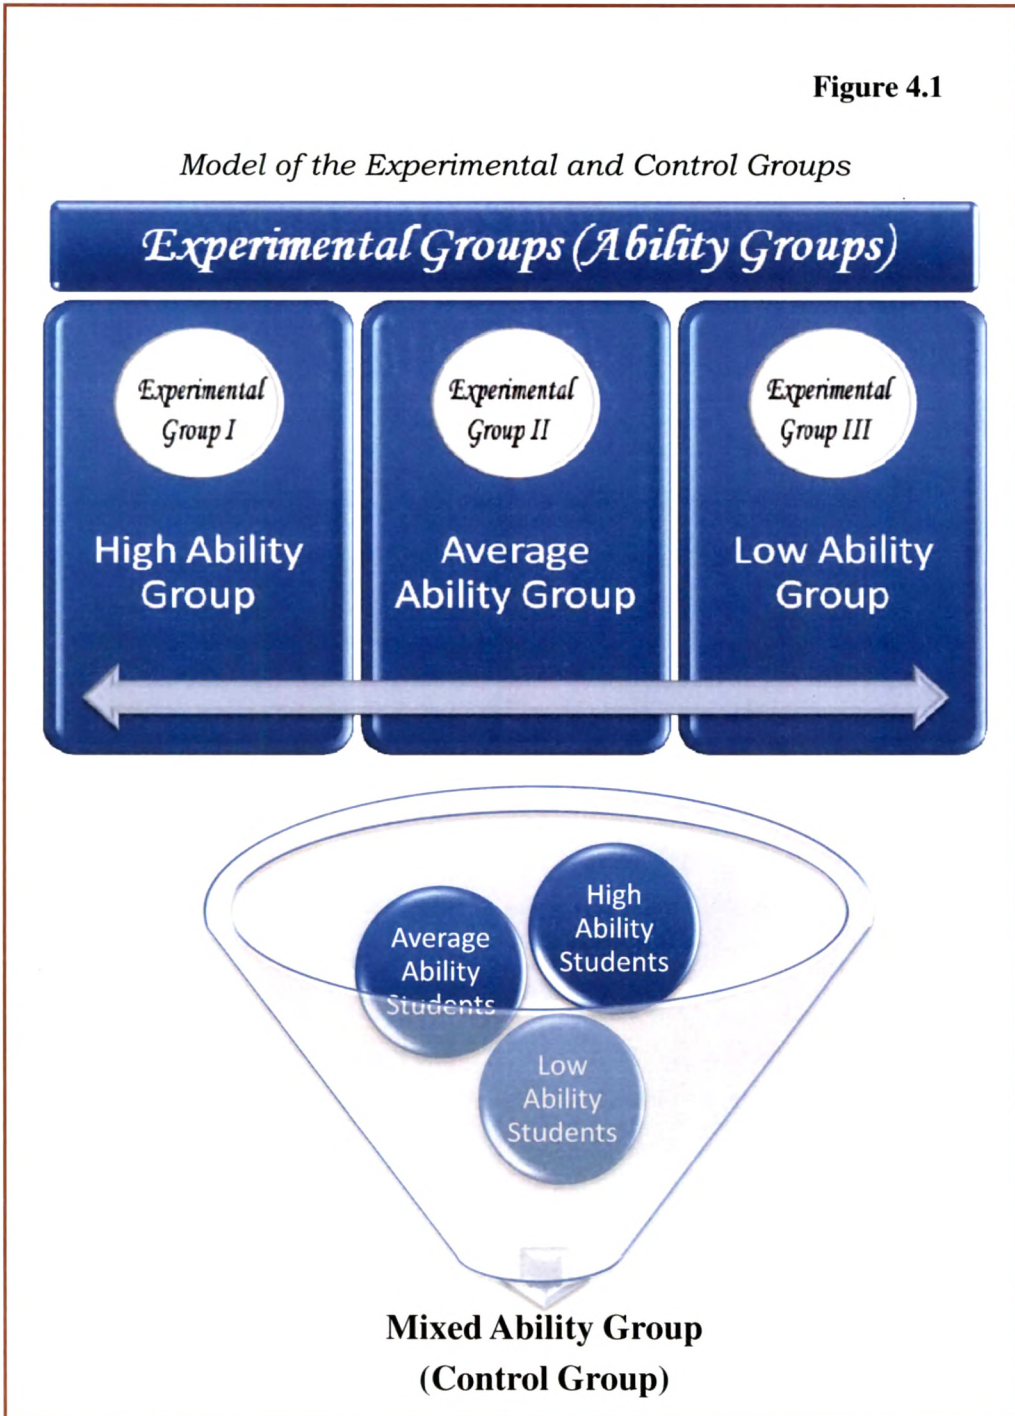 Figure 4.1
Model of the Experimental and Control Groups
Experimental Groups (Ability Groups)
Experimental
Group I
High Ability
Group
Experimental
Group II
Average
Ability Group
Experimental
Group III
Low Ability
Group
High
Ability
Students
Average
Ability
Students
Low
Ability
Students
Mixed Ability Group
(Control Group)